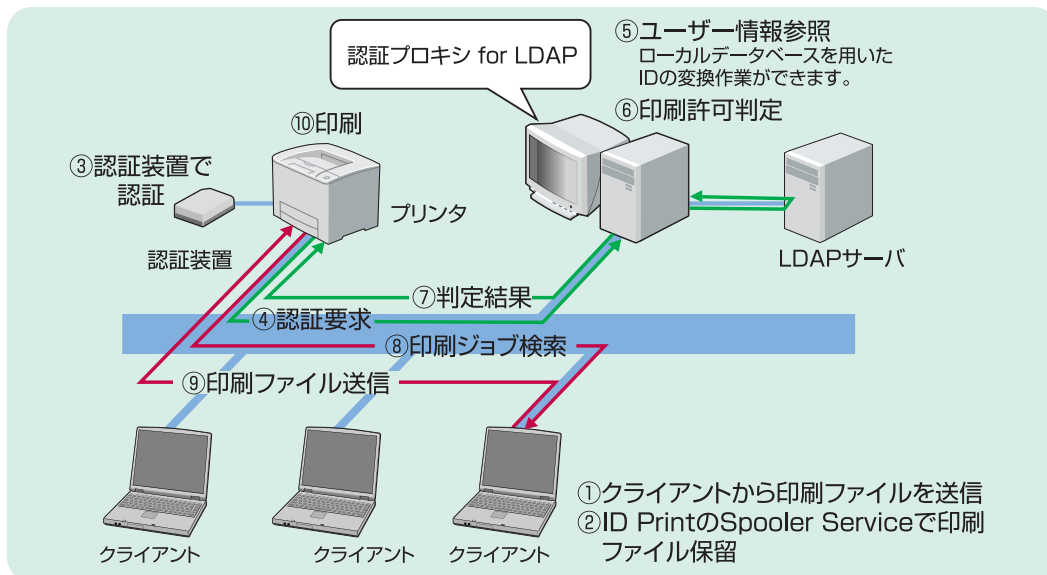 認証プロキシ for LDAP
⑤ユーザー情報参照
ローカルデータベースを用いた
IDの変換作業ができます。
⑥印刷許可判定
⑩印刷
③認証装置で
認証
プリンタ
認証装置
LDAPサーバ
⑦判定結果
④認証要求
⑧印刷ジョブ検索
⑨印刷ファイル送信
①クライアントから印刷ファイルを送信
②ID PrintのSpooler Serviceで印刷
ファイル保留
クライアント
クライアント
クライアント